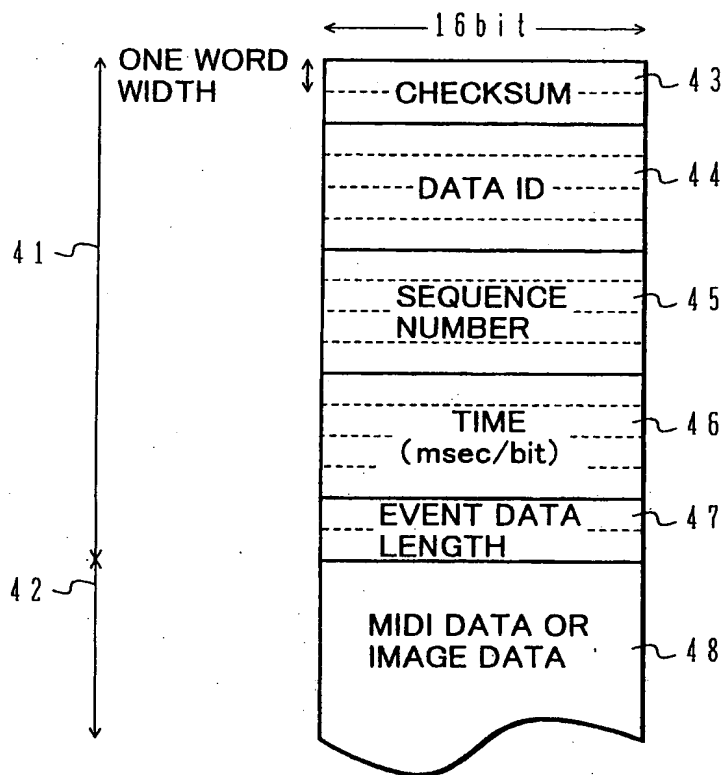 16bit
ONE WORD
WIDTH
CHECKSUM
43
DATA ID
44
41
SEQUENCE
NUMBER
45
TIME
(msec/bit)
46
EVENT DATA
LENGTH
47
42
MIDI DATA OR
IMAGE DATA
48